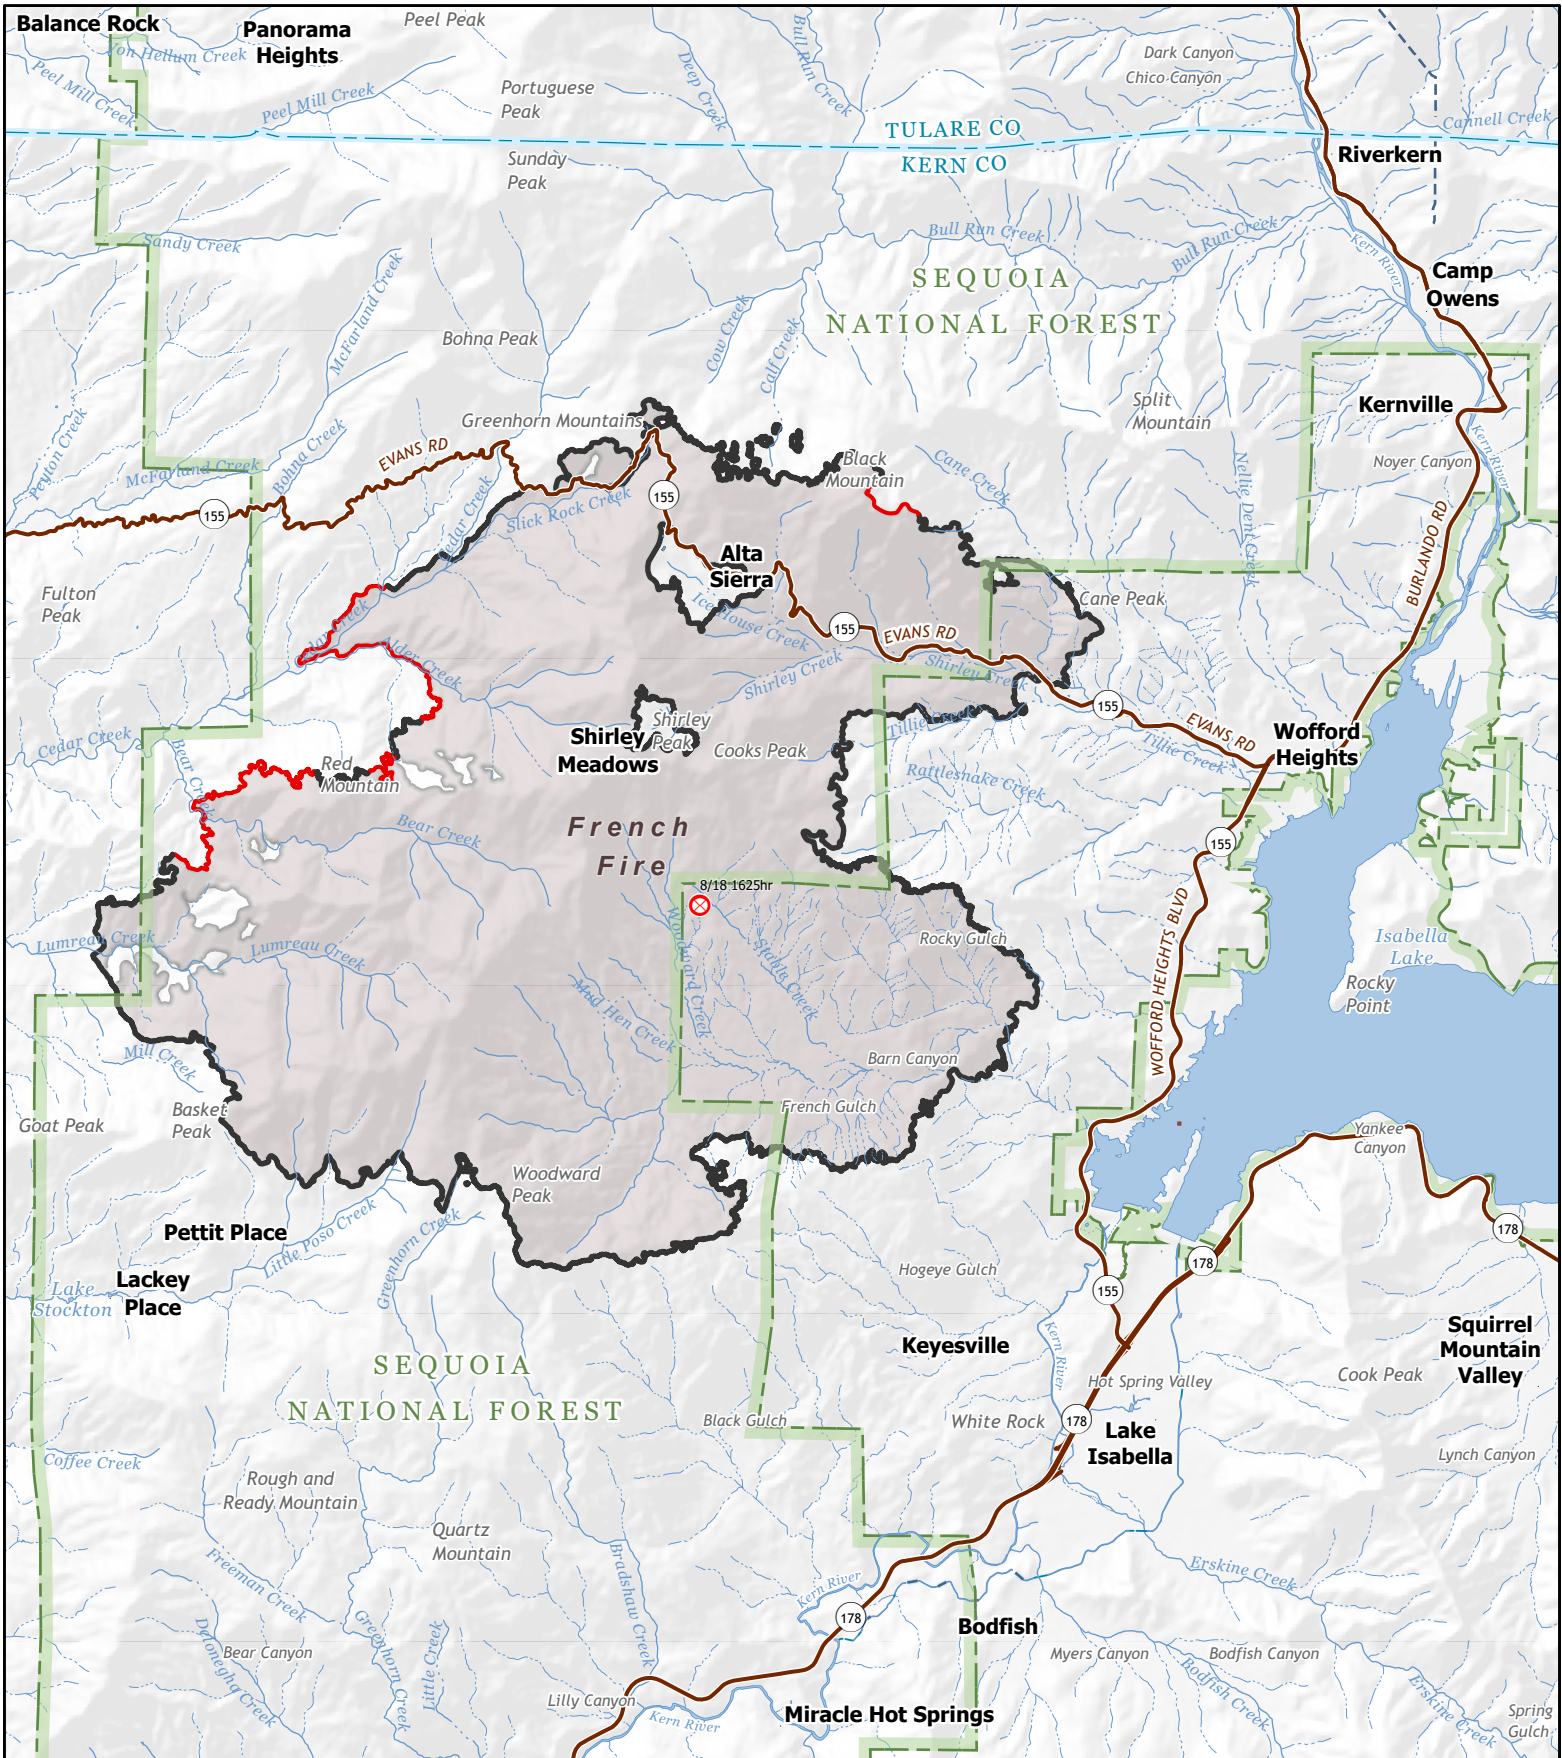 Balance Rock
Panorama
Heights
Peel Peak
Von Hellum Creek
Peel Mill Creek
Peel Mill Creek
Portuguese
Peak
Deep Creek
Bull Run Creek
Dark Canyon
Chico Canyon
Cannell Creek
TULARE CO
KERN CO
Riverkern
Sunday
Peak
Sandy Creek
Bull Run Creek
Bull Run Creek
Kern River
SEQUOIA
NATIONAL FOREST
Camp
Owens
McFarland Creek
Bohna Peak
Cow Creek
Calf Creek
Split
Mountain
Kernville
Kern River
Noyer Canyon
Greenhorn Mountains
EVANS RD
Peyton Creek
McFarland Creek
Bohna Creek
155
Cedar Creek
Slick Rock Creek
155
Black
Mountain
Cane Creek
Nellie Dent Creek
BURLANDO RD
Alta
Sierra
Fulton
Peak
Cedar Creek
Alder Creek
Ice House Creek
155
EVANS RD
Cane Peak
Shirley Creek
Shirley Creek
155
EVANS RD
Tillie Creek
Tillie Creek
Wofford
Heights
Cedar Creek
Bear Creek
Red
Mountain
Shirley
Meadows
Shirley
Peak
Cooks Peak
Rattlesnake Creek
Bear Creek
French
Fire
155
8/18 1625hr
WOFFORD HEIGHTS BLVD
Lumreau Creek
Lumreau Creek
Woodward Creek
Stable Creek
Rocky Gulch
Isabella
Lake
Rocky
Point
Mud Hen Creek
Mill Creek
Barn Canyon
Basket
Peak
Goat Peak
French Gulch
Yankee
Canyon
Woodward
Peak
Pettit Place
Little Poso Creek
Greenhorn Creek
178
178
155
Hogeye Gulch
Lackey
Place
Lake
Stockton
Keyesville
Kern River
Squirrel
Mountain
Valley
SEQUOIA
NATIONAL FOREST
Hot Spring Valley
Cook Peak
Black Gulch
White Rock
178
Lake
Isabella
Coffee Creek
Lynch Canyon
Rough and
Ready Mountain
Quartz
Mountain
Bradshaw Creek
Freeman Creek
Erskine Creek
Kern River
178
Bodfish
Delonegha Creek
Bear Canyon
Greenhorn Creek
Little Creek
Myers Canyon
Bodfish Canyon
Bodfish Creek
Erskine Creek
Lilly Canyon
Kern River
Miracle Hot Springs
Spring
Gulch